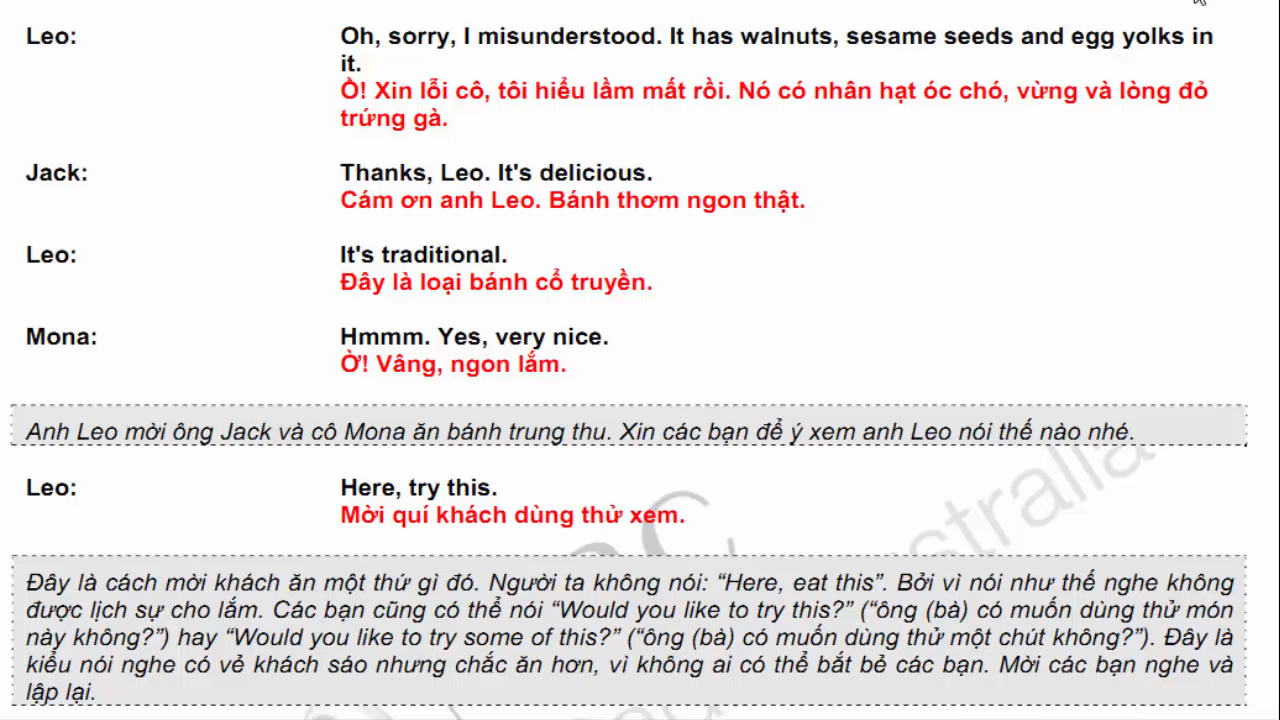 Leo: Oh, sorry, I misunderstood. It has walnuts, sesame seeds and egg yolks in
it.
Ồ! Xin lỗi cô, tôi hiểu lầm mất rồi. Nó có nhân hạt óc chó, vừng và lòng đỏ
trứng gà.
Jack: Thanks, Leo. It's delicious.
Cám ơn anh Leo. Bánh thơm ngon thật.
Leo: It's traditional.
Đây là loại bánh cổ truyền.
Mona: Hmmm. Yes, very nice.
Ờ! Vâng, ngon lắm.
Anh Leo mời ông Jack và cô Mona ăn bánh trung thu. Xin các bạn để ý xem anh Leo nói thế nào nhé.
Leo: Here, try this.
Mời quí khách dùng thử xem.
Đây là cách mời khách ăn một thứ gì đó. Người ta không nói: “Here, eat this”. Bởi vì nói như thế nghe không
được lịch sự cho lắm. Các bạn cũng có thể nói “Would you like to try this?” (“ông (bà) có muốn dùng thử món
này không?”) hay “Would you like to try some of this?” (“ông (bà) có muốn dùng thử một chút không?”). Đây là
kiểu nói nghe có vẻ khách sáo nhưng chắc ăn hơn, vì không ai có thể bắt bẻ các bạn. Mời các bạn nghe và
lập lại.